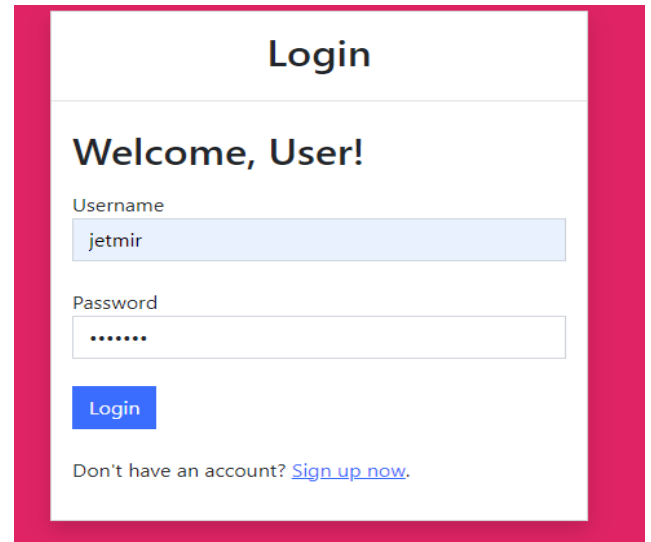 Login
Welcome, User!
Username
jetmir
Password
•••••••
Login
Don't have an account? Sign up now.